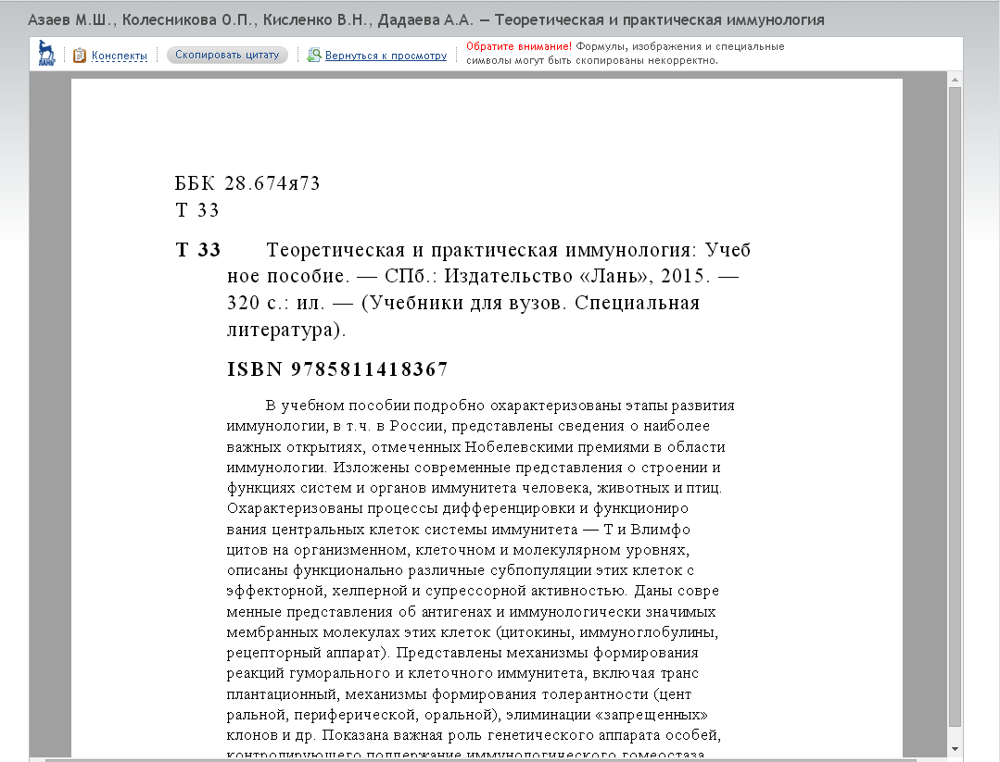 Азаев М.Ш., Колесникова О.П., Кисленко В.Н., Дадаева А.А. — Теоретическая и практическая иммунология
ЛАНЬ
Конспекты
Скопировать цитату
Вернуться к просмотру
Обратите внимание! Формулы, изображения и специальные
символы могут быть скопированы некорректно.
ББК 28.674я73
Т 33
Т 33 Теоретическая и практическая иммунология: Учеб
ное пособие. — СПб.: Издательство «Лань», 2015. —
320 с.: ил. — (Учебники для вузов. Специальная
литература).
ISBN 9785811418367
В учебном пособии подробно охарактеризованы этапы развития
иммунологии, в т.ч. в России, представлены сведения о наиболее
важных открытиях, отмеченных Нобелевскими премиями в области
иммунологии. Изложены современные представления о строении и
функциях систем и органов иммунитета человека, животных и птиц.
Охарактеризованы процессы дифференцировки и функциониро
вания центральных клеток системы иммунитета — Т и Влимфо
цитов на организменном, клеточном и молекулярном уровнях,
описаны функционально различные субпопуляции этих клеток с
эффекторной, хелперной и супрессорной активностью. Даны совре
менные представления об антигенах и иммунологически значимых
мембранных молекулах этих клеток (цитокины, иммуноглобулины,
рецепторный аппарат). Представлены механизмы формирования
реакций гуморального и клеточного иммунитета, включая транс
плантационный, механизмы формирования толерантности (цент
ральной, периферической, оральной), элиминации «запрещенных»
клонов и др. Показана важная роль генетического аппарата особей,
контролирующего поддержание иммунологического гомеостаза